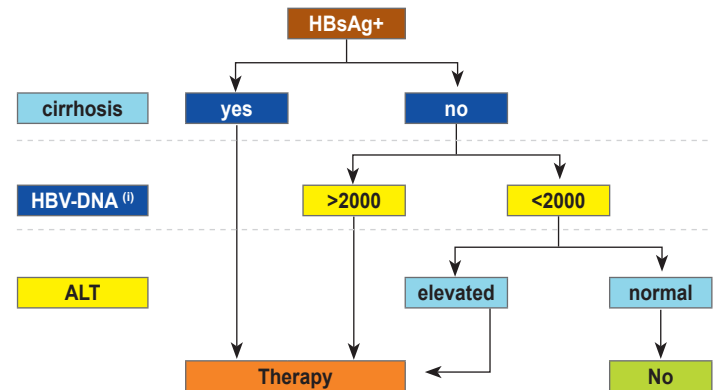 HBsAg+
cirrhosis yes no
HBV-DNA (i) >2000 <2000
ALT elevated normal
Therapy No